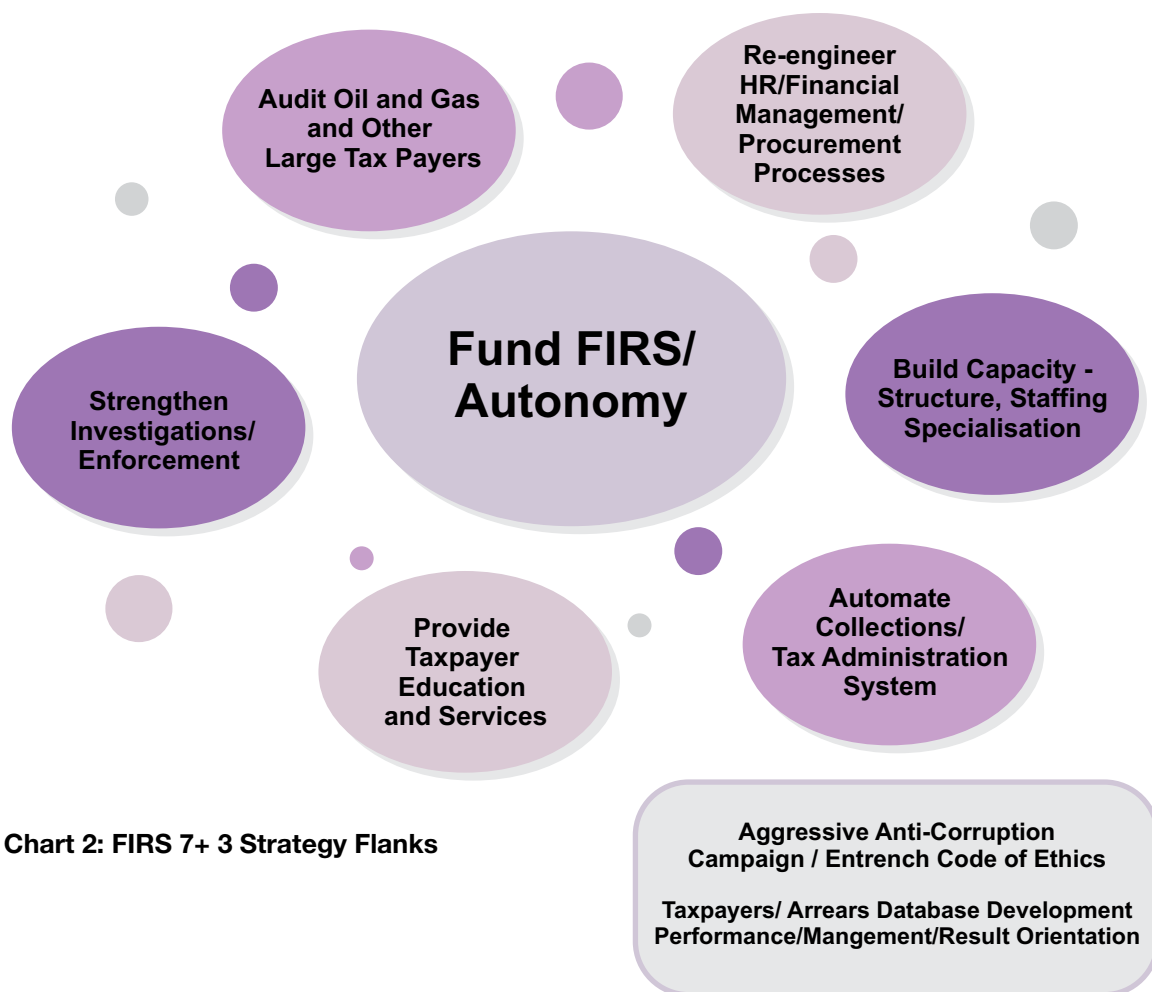 Audit Oil and Gas
and Other
Large Tax Payers
Re-engineer
HR/Financial
Management/
Procurement
Processes
Fund FIRS/
Autonomy
Strengthen
Investigations/
Enforcement
Build Capacity -
Structure, Staffing
Specialisation
Provide
Taxpayer
Education
and Services
Automate
Collections/
Tax Administration
System
Chart 2: FIRS 7+ 3 Strategy Flanks
Aggressive Anti-Corruption
Campaign / Entrench Code of Ethics
Taxpayers/ Arrears Database Development
Performance/Mangement/Result Orientation